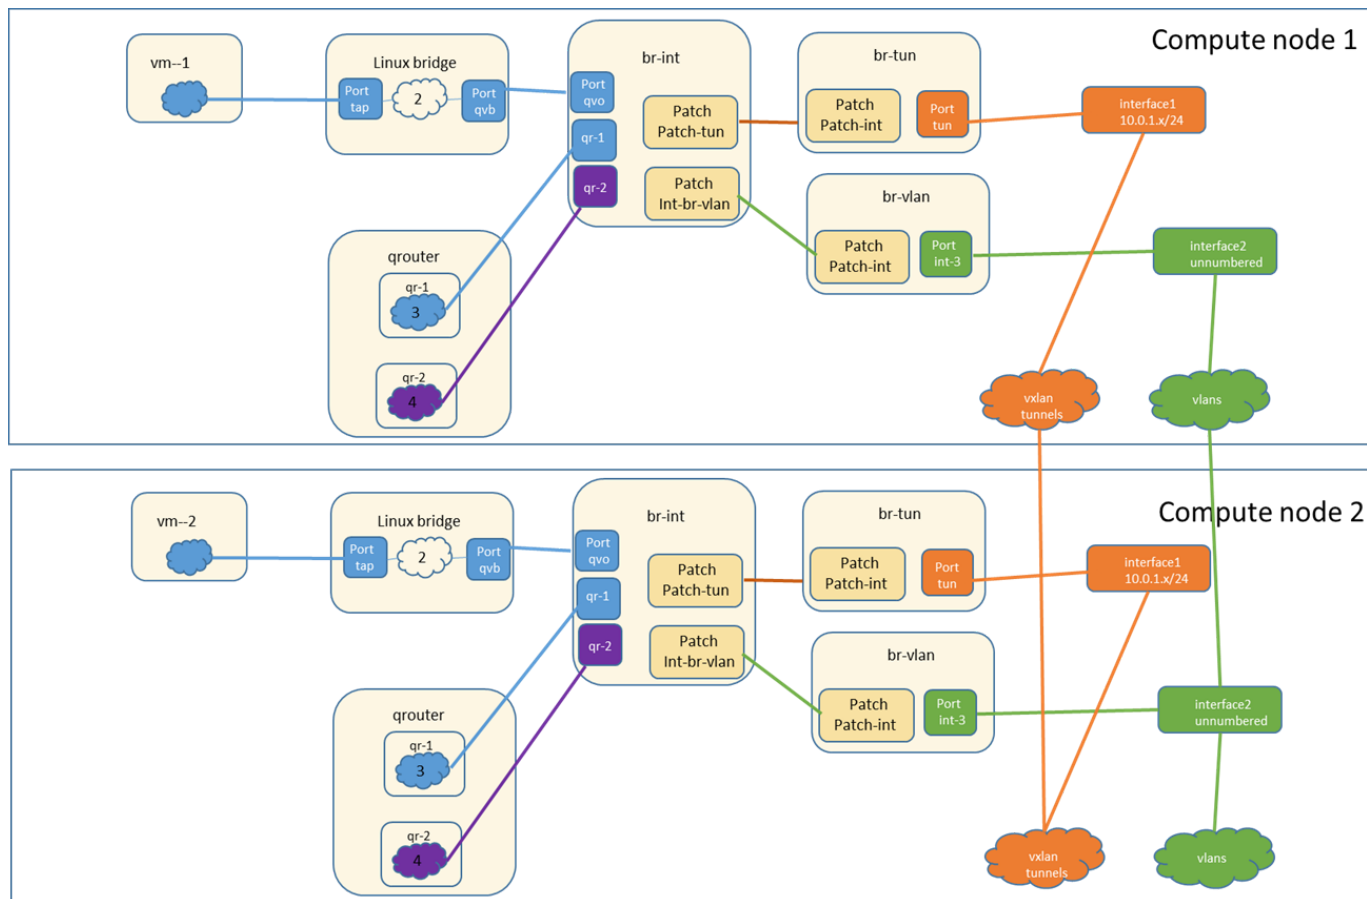 Compute node 1
vm--1
Linux bridge
Port
tap
2
Port
qvb
br-int
Port
qvo
qr-1
qr-2
Patch
Patch-tun
Patch
Int-br-vlan
br-tun
Patch
Patch-int
Port
tun
interface1
10.0.1.x/24
br-vlan
Patch
Patch-int
Port
int-3
interface2
unnumbered
qrouter
qr-1
3
qr-2
4
vxlan
tunnels
vlans
Compute node 2
vm--2
Linux bridge
Port
tap
2
Port
qvb
br-int
Port
qvo
qr-1
qr-2
Patch
Patch-tun
Patch
Int-br-vlan
br-tun
Patch
Patch-int
Port
tun
interface1
10.0.1.x/24
br-vlan
Patch
Patch-int
Port
int-3
interface2
unnumbered
qrouter
qr-1
3
qr-2
4
vxlan
tunnels
vlans